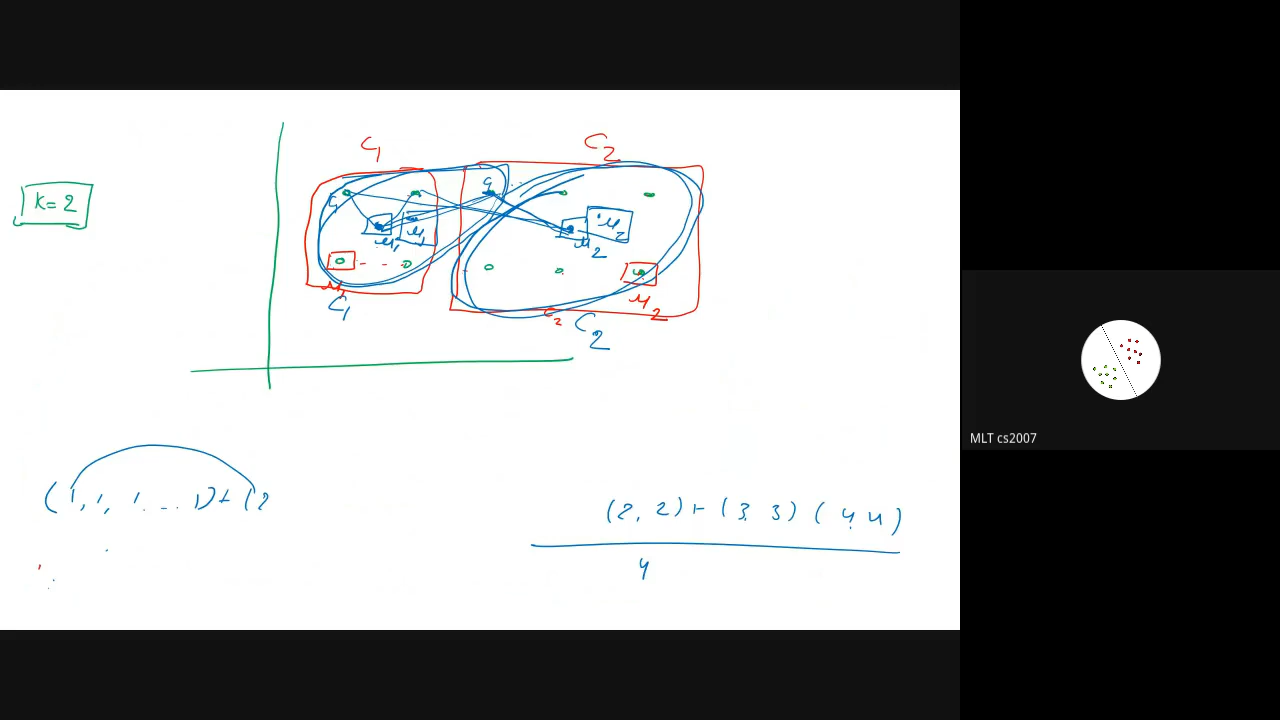 C1 C2
K=2
μ1 μ1 μ2 μ2
μ2
C1 C2 C2
(1, 1, 1, ... 1) + (2
(2, 2) + (3, 3) (4, 4)
4
MLT cs2007